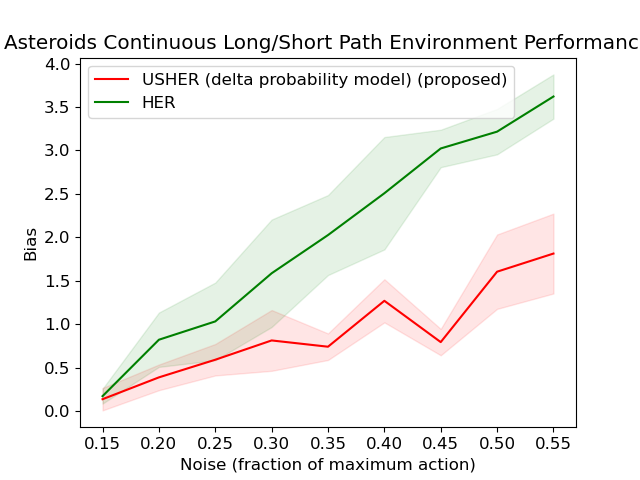 Asteroids Continuous Long/Short Path Environment Performanc
USHER (delta probability model) (proposed)
HER
4.0
3.5
3.0
2.5
2.0
1.5
1.0
0.5
0.0
Bias
0.15 0.20 0.25 0.30 0.35 0.40 0.45 0.50 0.55
Noise (fraction of maximum action)